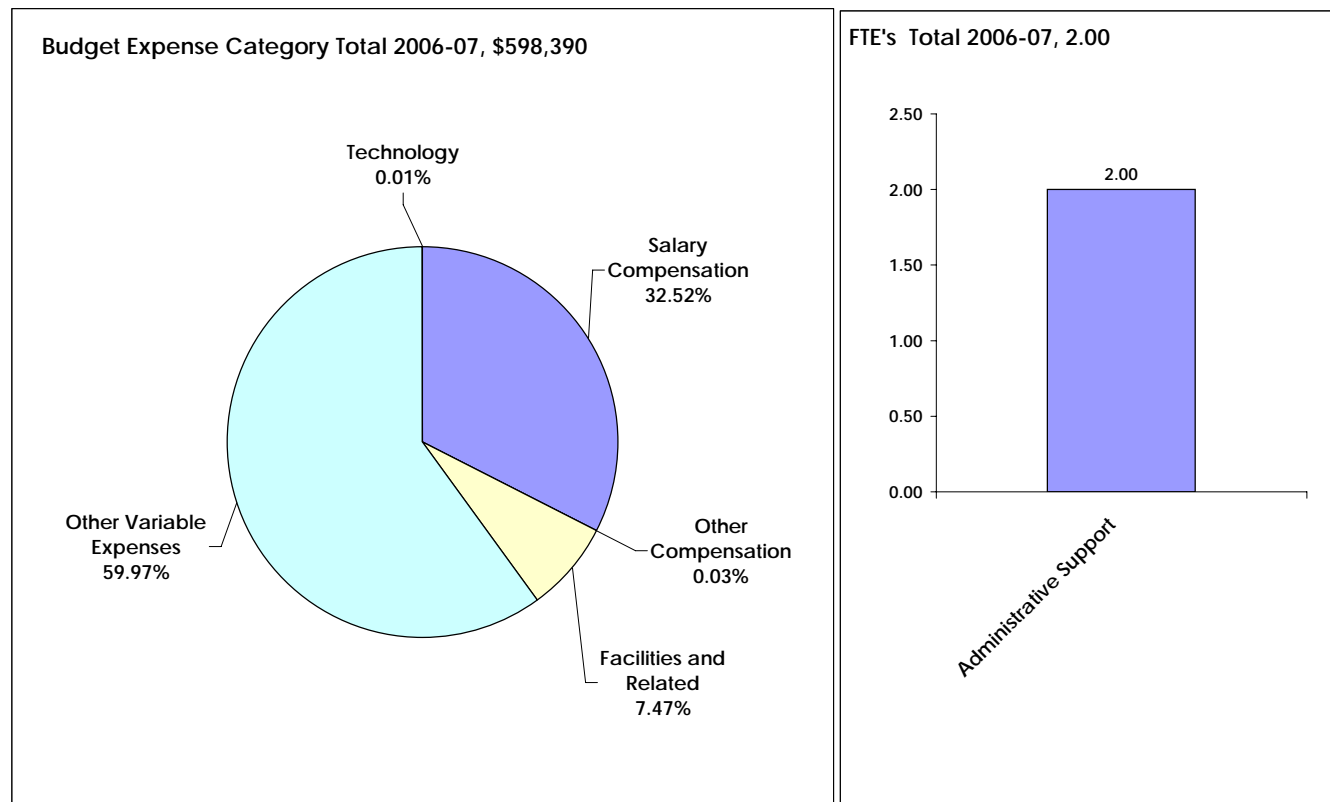 Budget Expense Category Total 2006-07, $598,390
Technology
0.01%
Salary
Compensation
32.52%
Other
Compensation
0.03%
Facilities and
Related
7.47%
Other Variable
Expenses
59.97%
FTE's Total 2006-07, 2.00
2.50
2.00
1.50
1.00
0.50
0.00
2.00
Administrative Support